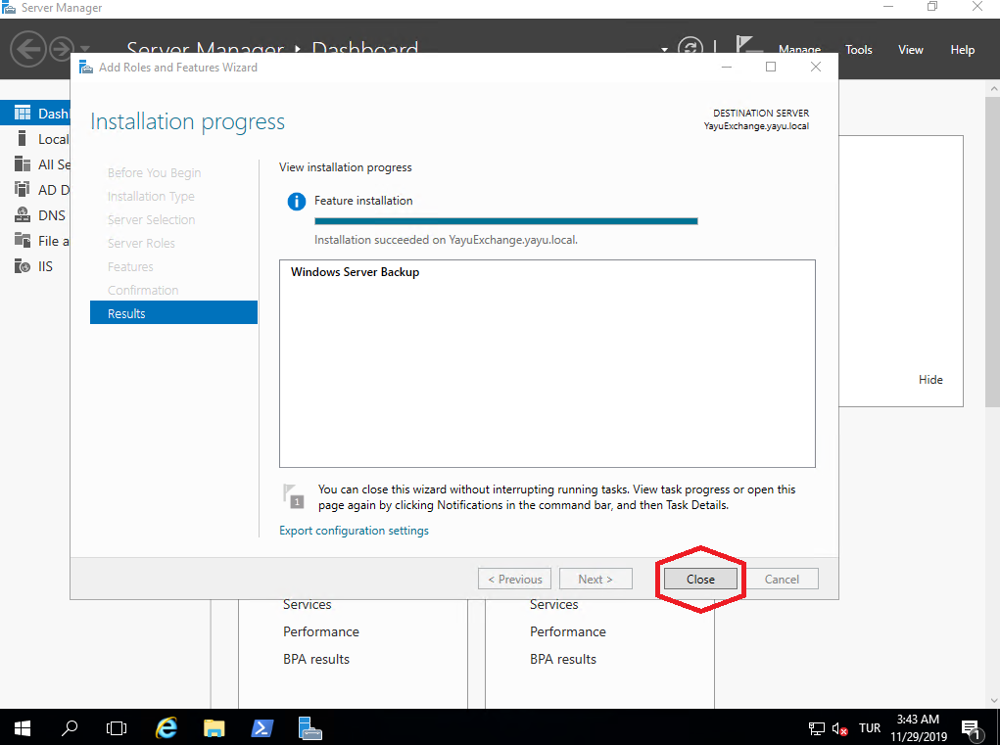 Server Manager
Server Manager Dashboard
Manage Tools View Help
Add Roles and Features Wizard
Installation progress
DESTINATION SERVER
YayuExchange.yayu.local
Dashb
Local
All Se
AD D
DNS
File a
IIS
Before You Begin
Installation Type
Server Selection
Server Roles
Features
Confirmation
Results
View installation progress
Feature installation
Installation succeeded on YayuExchange.yayu.local.
Windows Server Backup
1
You can close this wizard without interrupting running tasks. View task progress or open this
page again by clicking Notifications in the command bar, and then Task Details.
Export configuration settings
< Previous Next > Close Cancel
Hide
Services
Performance
BPA results
Services
Performance
BPA results
TUR
3:43 AM
11/29/2019
1